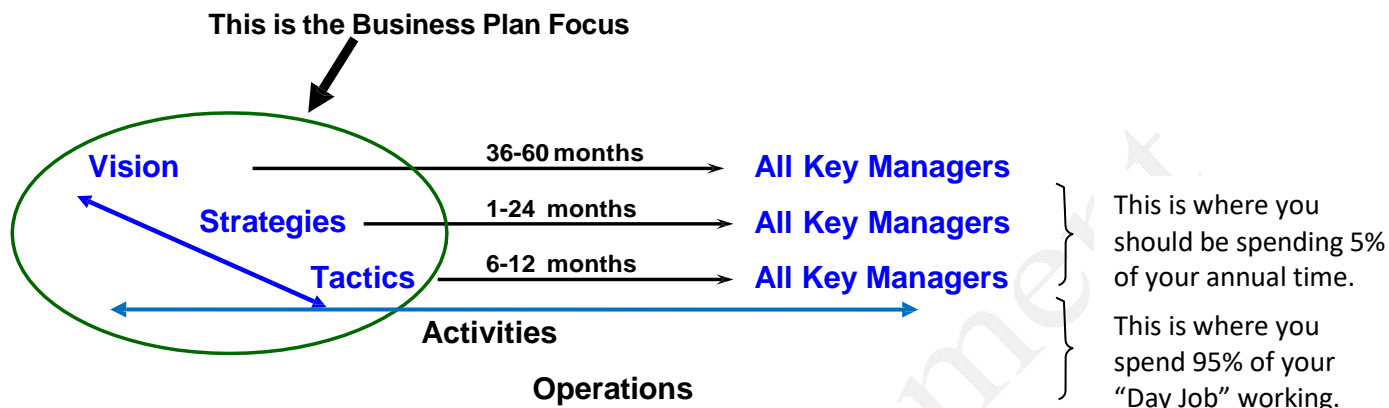 This is the Business Plan Focus
Vision
36-60 months
All Key Managers
Strategies
1-24 months
All Key Managers
Tactics
6-12 months
All Key Managers
This is where you
should be spending 5%
of your annual time.
Activities
Operations
This is where you
spend 95% of your
“Day Job” working.